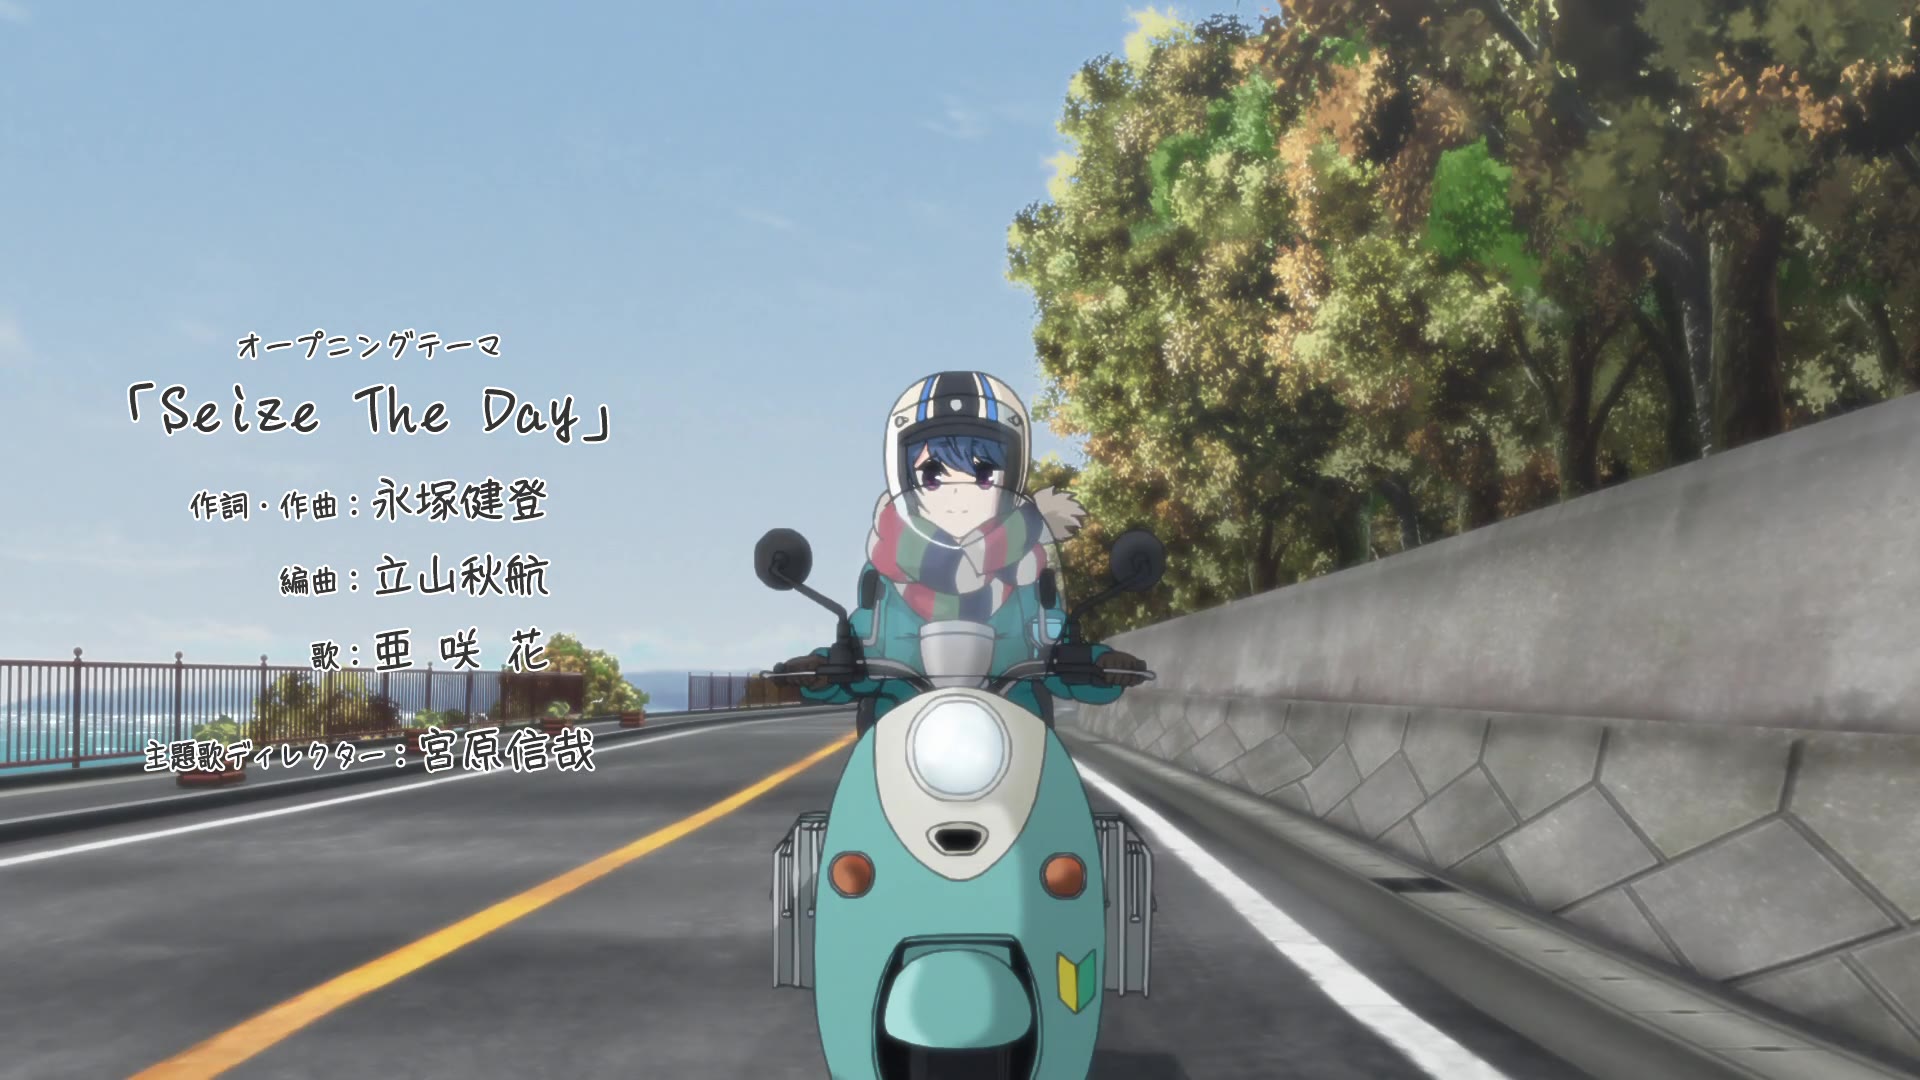 オープニングテーマ
「Seize The Day」
作詞・作曲：永塚健登
編曲：立山秋航
歌：亜咲花
主題歌ディレクター：宮原信哉